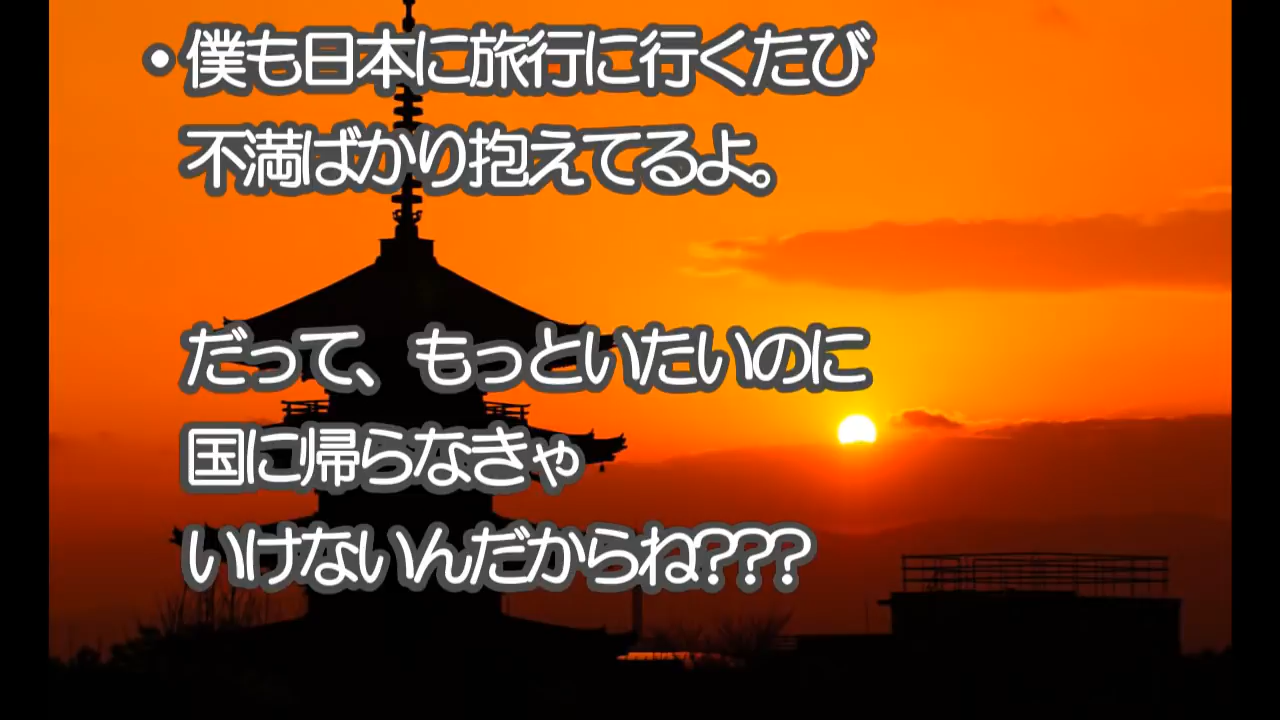 ・僕も日本に旅行に行くたび
不満ばかり抱えてるよ。
だって、もっといたいのに
国に帰らなきゃ
いけないんだからね???